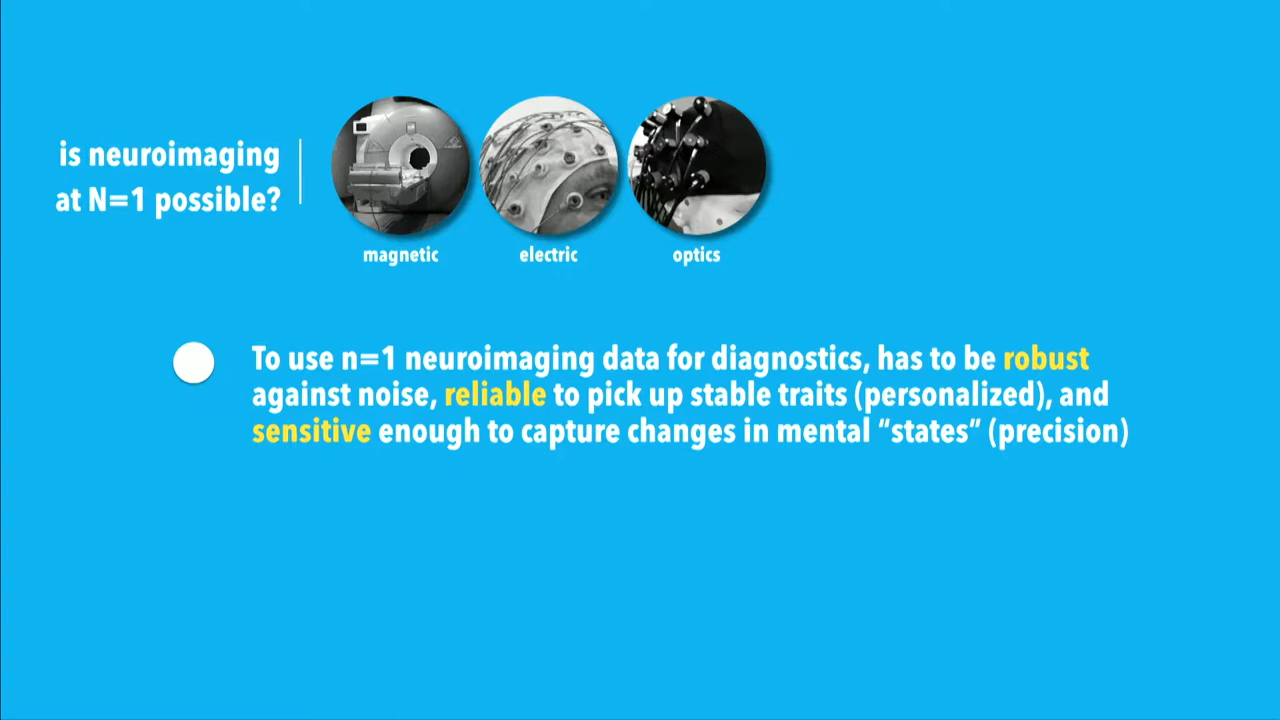 is neuroimaging
at N=1 possible?
magnetic
electric
optics
To use n=1 neuroimaging data for diagnostics, has to be robust
against noise, reliable to pick up stable traits (personalized), and
sensitive enough to capture changes in mental “states” (precision)